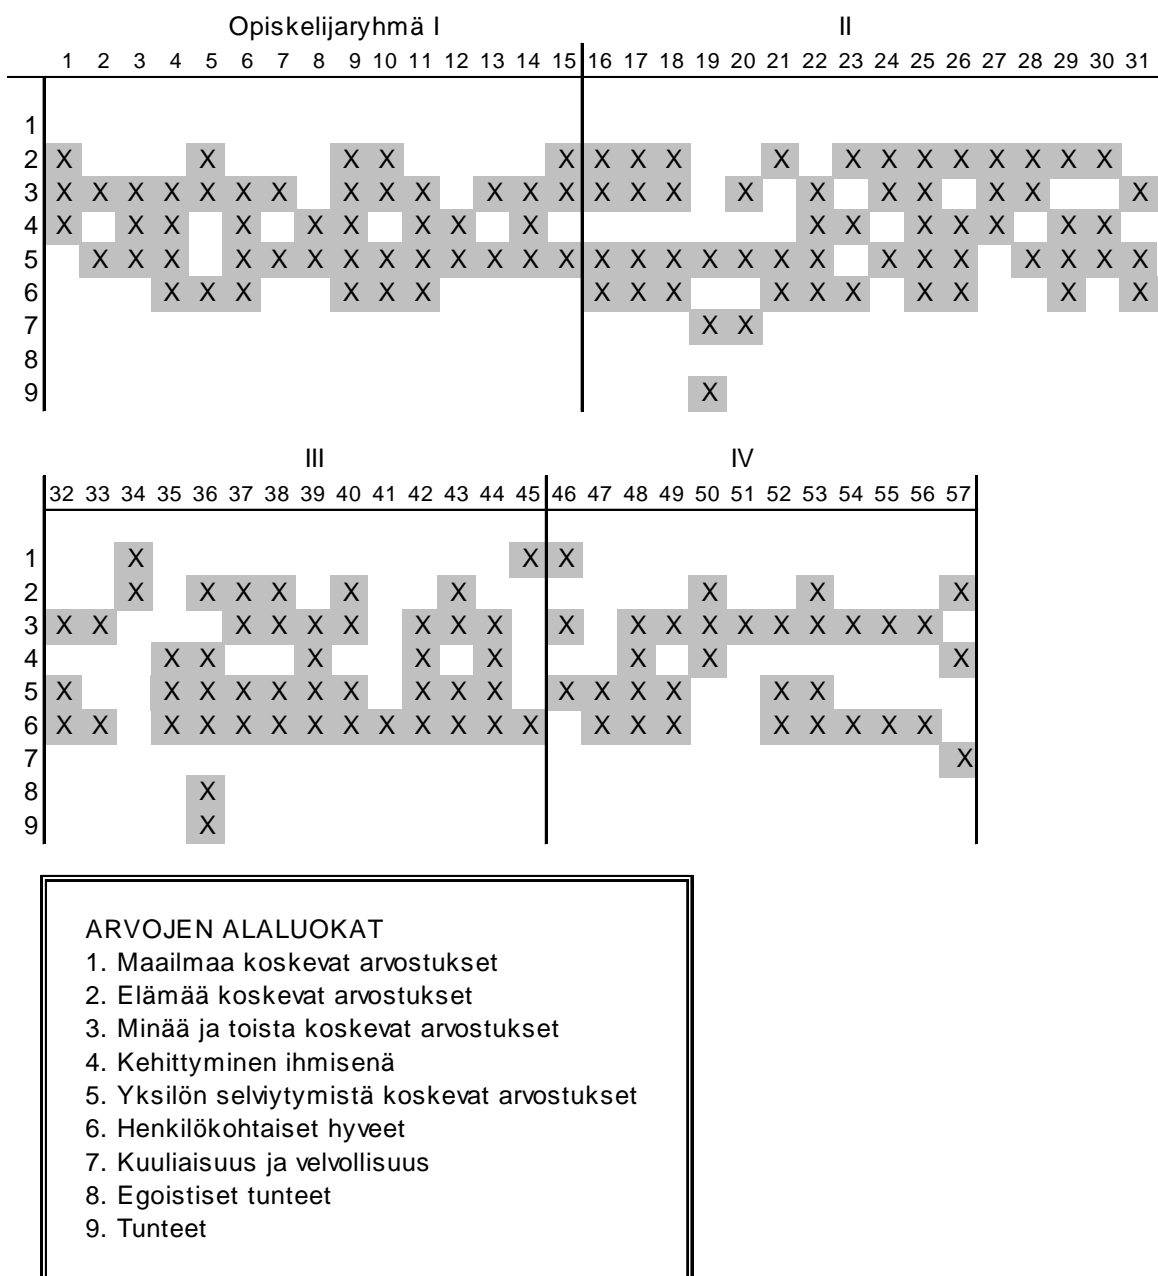 Opiskelijaryhmä I II
1 2 3 4 5 6 7 8 9 10 11 12 13 14 15 16 17 18 19 20 21 22 23 24 25 26 27 28 29 30 31
1
2 X X X X X X X X X X X X X X X X X
3 X X X X X X X X X X X X X X X X X X X X X X X X
4 X X X X X X X X X X X X X X X X
5 X X X X X X X X X X X X X X X X X X X X X X X X X X X
6 X X X X X X X X X X X X X X X X
7 X X
8
9 X
III IV
32 33 34 35 36 37 38 39 40 41 42 43 44 45 46 47 48 49 50 51 52 53 54 55 56 57
1 X X X
2 X X X X X X X X X
3 X X X X X X X X X X X X X X X X X X X
4 X X X X X X X X
5 X X X X X X X X X X X X X X X X
6 X X X X X X X X X X X X X X X X X X X X X
7 X
8 X
9 X
ARVOJEN ALALUOKAT
1. Maailmaa koskevat arvostukset
2. Elämää koskevat arvostukset
3. Minää ja toista koskevat arvostukset
4. Kehittyminen ihmisenä
5. Yksilön selviytymistä koskevat arvostukset
6. Henkilökohtaiset hyveet
7. Kuuliaisuus ja velvollisuus
8. Egoistiset tunteet
9. Tunteet